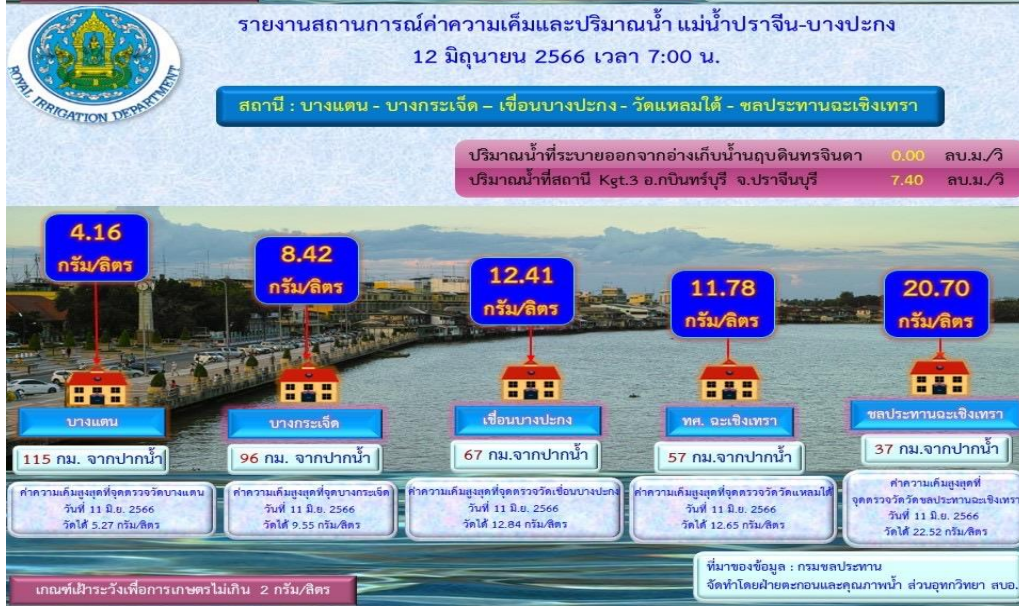 รายงานสถานการณ์ค่าความเค็มและปริมาณน้ำ แม่น้ำปราจีน-บางปะกง
12 มิถุนายน 2566 เวลา 7:00 น.
ROYAL IRRIGATION DEPARTMENT
สถานี : บางแตน - บางกระเจ็ด – เขื่อนบางปะกง - วัดแหลมใต้ - ชลประทานฉะเชิงเทรา
ปริมาณน้ำที่ระบายออกจากอ่างเก็บน้ำนฤบดินทรจินดา 0.00 ลบ.ม./วิ
ปริมาณน้ำที่สถานี Kgt.3 อ.กบินทร์บุรี จ.ปราจีนบุรี 7.40 ลบ.ม./วิ
4.16
กรัม/ลิตร
8.42
กรัม/ลิตร
12.41
กรัม/ลิตร
11.78
กรัม/ลิตร
20.70
กรัม/ลิตร
บางแตน
บางกระเจ็ด
เขื่อนบางปะกง
ทศ. ฉะเชิงเทรา
ชลประทานฉะเชิงเทรา
115 กม. จากปากน้ำ
96 กม. จากปากน้ำ
67 กม.จากปากน้ำ
57 กม.จากปากน้ำ
37 กม.จากปากน้ำ
ค่าความเค็มสูงสุดที่จุดตรวจวัดบางแตน
วันที่ 11 มิ.ย. 2566
วัดได้ 5.27 กรัม/ลิตร
ค่าความเค็มสูงสุดที่จุดบางกระเจ็ด
วันที่ 11 มิ.ย. 2566
วัดได้ 9.55 กรัม/ลิตร
ค่าความเค็มสูงสุดที่จุดตรวจวัดเขื่อนบางปะกง
วันที่ 11 มิ.ย. 2566
วัดได้ 12.84 กรัม/ลิตร
ค่าความเค็มสูงสุดที่จุดตรวจวัดวัดแหลมใต้
วันที่ 11 มิ.ย. 2566
วัดได้ 12.65 กรัม/ลิตร
ค่าความเค็มสูงสุดที่
จุดตรวจวัดวัดชลประทานฉะเชิงเทรา
วันที่ 11 มิ.ย. 2566
วัดได้ 22.52 กรัม/ลิตร
เกณฑ์เฝ้าระวังเพื่อการเกษตรไม่เกิน 2 กรัม/ลิตร
ที่มาของข้อมูล : กรมชลประทาน
จัดทำโดยฝ่ายตะกอนและคุณภาพน้ำ ส่วนอุทกวิทยา สบอ.